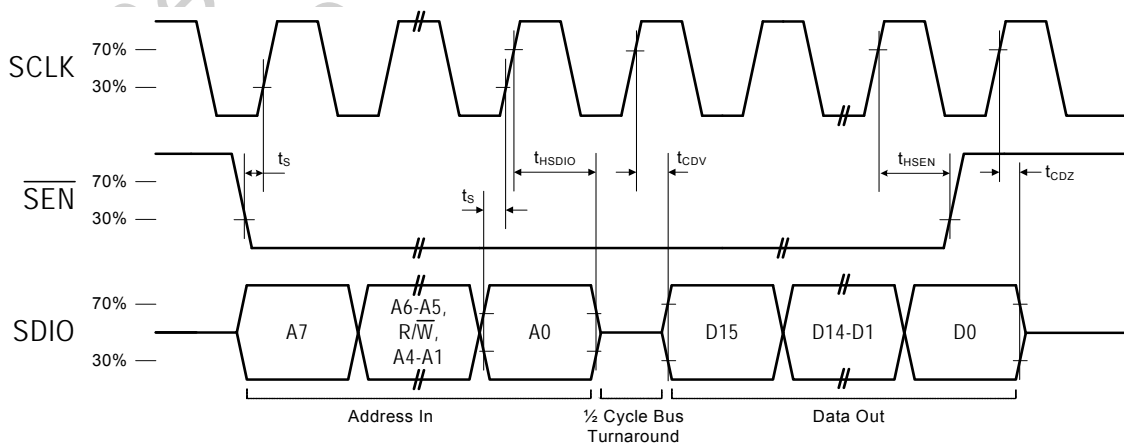 SCLK
70%
30%
SEN
70%
30%
tS
tS
tHSDIO
tCDV
tHSEN
tCDZ
SDIO
70%
30%
A7
A6-A5,
R/W,
A4-A1
A0
D15
D14-D1
D0
Address In
½ Cycle Bus
Turnaround
Data Out